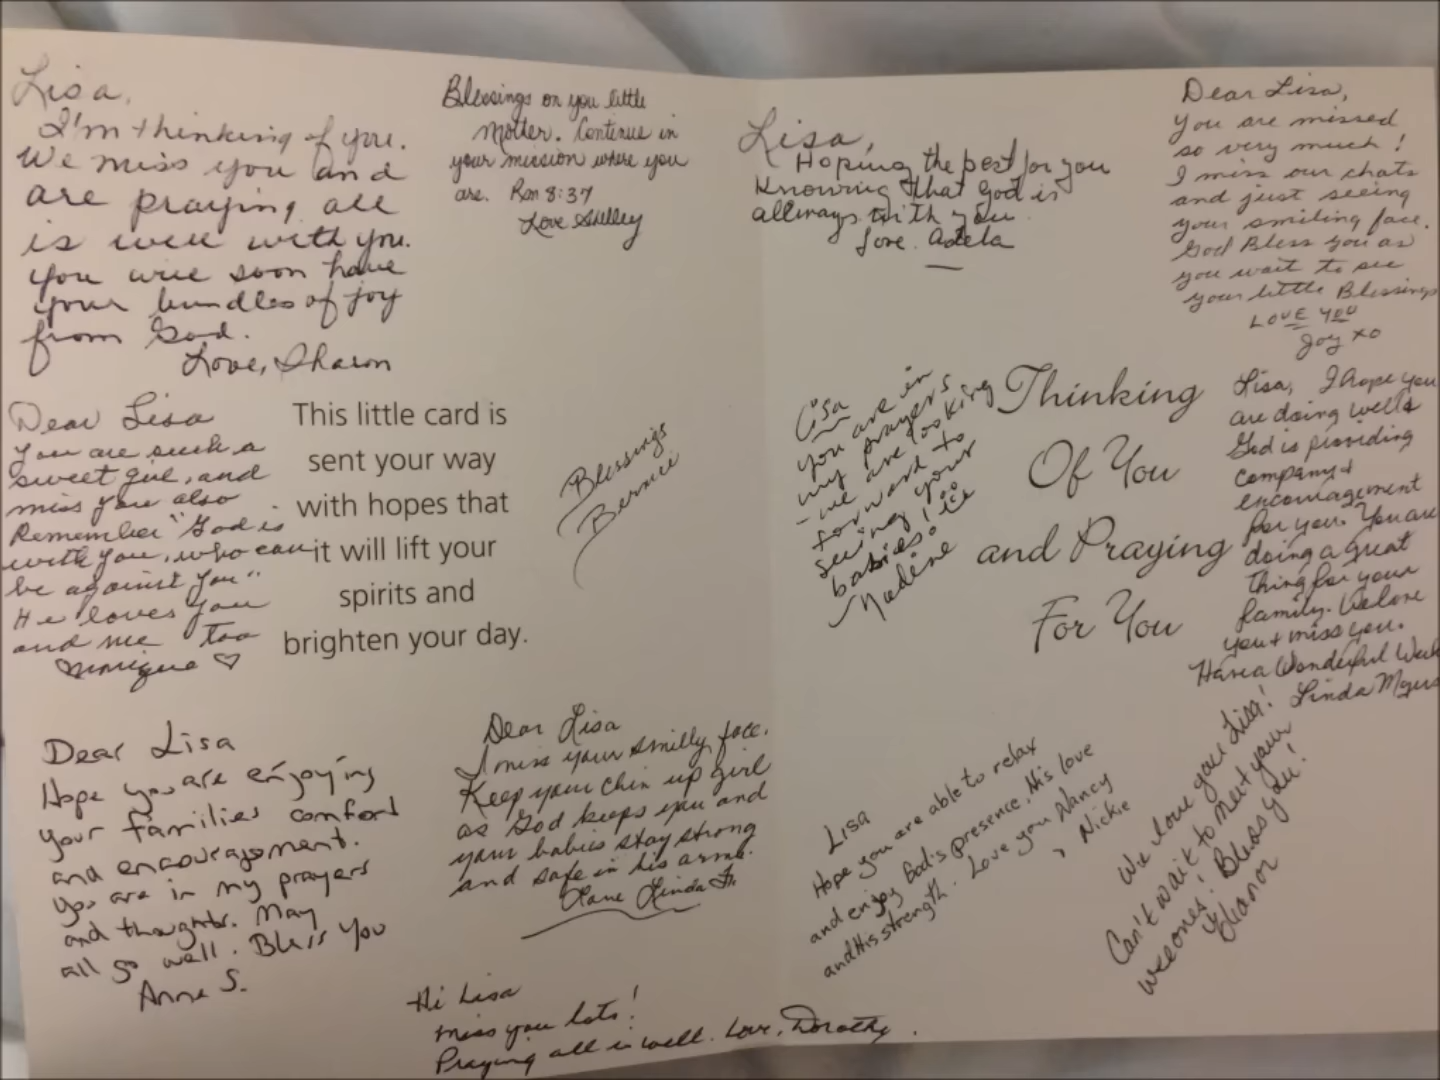 Lisa,
I'm thinking of you.
We miss you and
are praying all
is well with you.
You will soon have
your bundles of joy
from God.
Love, Sharon
Blessings on you little
Mother. Continue in
your mission where you
are. Rom 8:37
Love Shelley
Dear Lisa
You are such a
sweet girl, and
miss you also
Remember "God is
with you, who can
be against you"
He loves you
and me too
Monique ♡
This little card is
sent your way
with hopes that
it will lift your
spirits and
brighten your day.
Blessings
Bernice
Dear Lisa
Hope you are enjoying
your families comfort
and encouragement.
You are in my prayers
and thoughts. May
all go well. Bless You
Anne S.
Dear Lisa
I miss your smilly face.
Keep your chin up girl
as God keeps you and
your babies stay strong
and safe in his arms.
Linda Fr.
Hi Lisa
miss you lots!
Praying all is well. Love, Dorothy.
Lisa,
Hoping the best for you
Knowing that God is
allways with you
Love. Adela
Dear Lisa,
You are missed
so very much!
I miss our chats
and just seeing
your smiling face.
God Bless you as
you wait to see
your little Blessings
LOVE YOU
Joy xo
Lisa
you are in
my prayers
- we are looking
forward to
seeing your
babies!
Nadine
Thinking
Of You
and Praying
For You
Lisa, I hope you
are doing well &
God is providing
company +
encouragement
for you. You are
doing a great
thing for your
family. We love
you + miss you.
Have a Wonderful Week
Linda Myers
Lisa
Hope you are able to relax
and enjoy God's presence, His love
and His strength. Love you Nancy
, Nickie
We love you Lisa!
Can't wait to meet your
wee ones! Bless you!
Eleanor